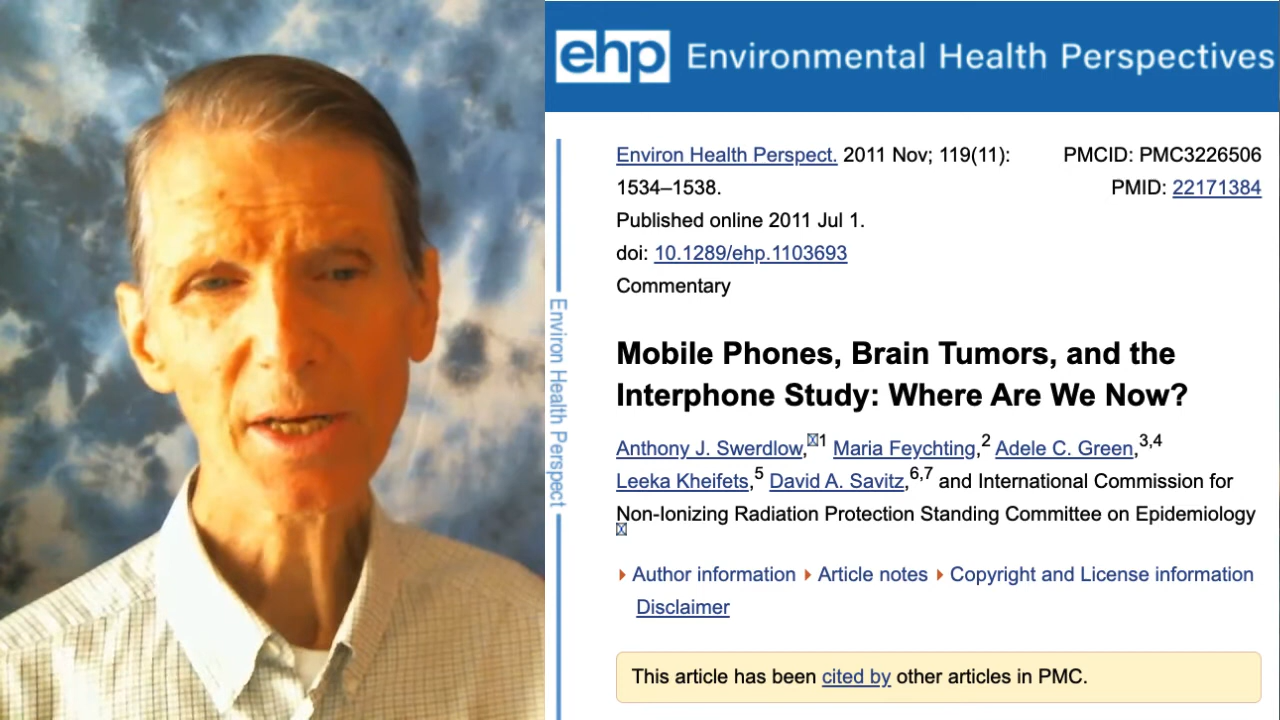 ehp Environmental Health Perspectives
Environ Health Perspect. 2011 Nov; 119(11): PMCID: PMC3226506
1534–1538. PMID: 22171384
Published online 2011 Jul 1.
doi: 10.1289/ehp.1103693
Commentary
Environ Health Perspect
Mobile Phones, Brain Tumors, and the
Interphone Study: Where Are We Now?
Anthony J. Swerdlow,1 Maria Feychting,2 Adele C. Green,3,4
Leeka Kheifets,5 David A. Savitz,6,7 and International Commission for
Non-Ionizing Radiation Protection Standing Committee on Epidemiology
Author information Article notes Copyright and License information
Disclaimer
This article has been cited by other articles in PMC.